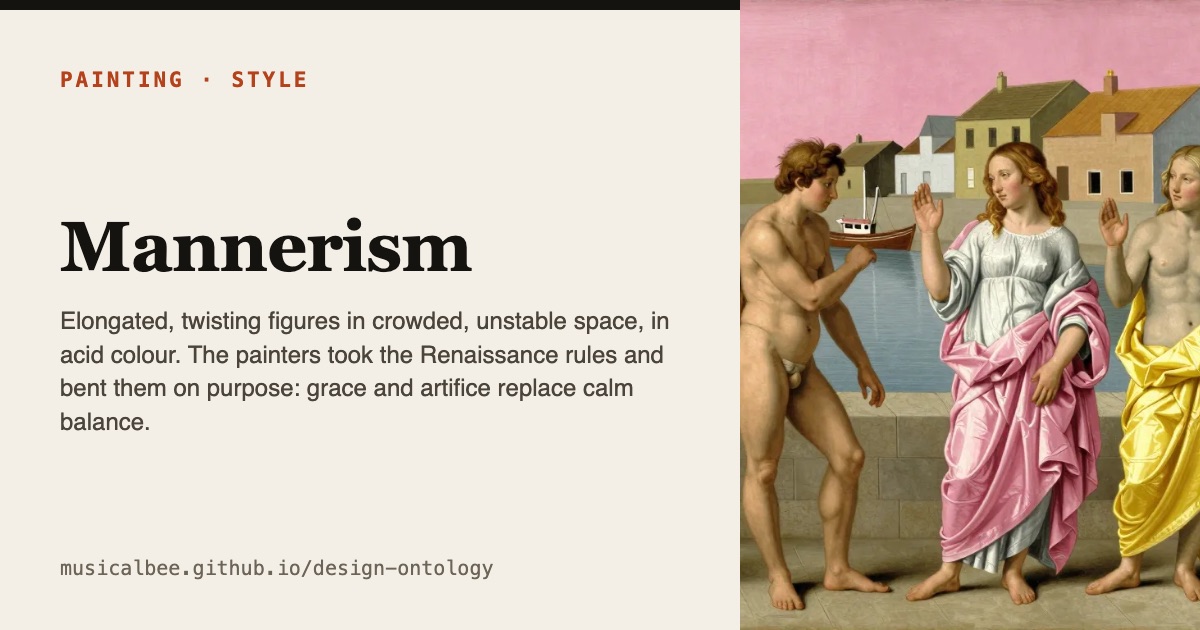 PAINTING · STYLE
Mannerism
Elongated, twisting figures in crowded, unstable space, in
acid colour. The painters took the Renaissance rules and
bent them on purpose: grace and artifice replace calm
balance.
musicalbee.github.io/design-ontology